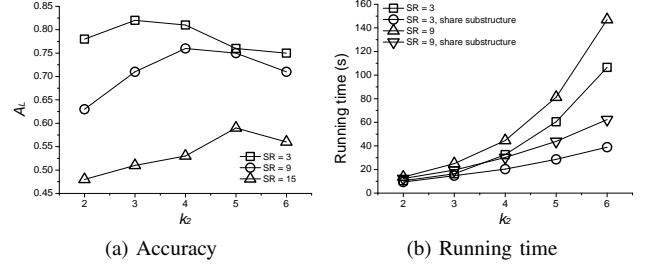 0.85
0.80
0.75
0.70
0.65
0.60
0.55
0.50
0.45
A_L
2 3 4 5 6
k₂
SR = 3
SR = 9
SR = 15
(a) Accuracy
160
140
120
100
80
60
40
20
0
Running time (s)
2 3 4 5 6
k₂
SR = 3
SR = 3, share substructure
SR = 9
SR = 9, share substructure
(b) Running time